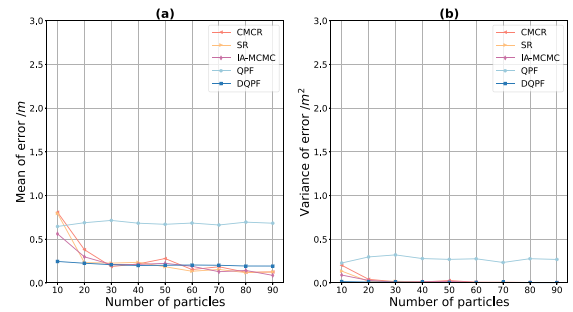 (a)
3.0
2.5
2.0
1.5
1.0
0.5
0.0
Mean of error /m
10 20 30 40 50 60 70 80 90
Number of particles
CMCR
SR
IA-MCMC
QPF
DQPF
(b)
3.0
2.5
2.0
1.5
1.0
0.5
0.0
Variance of error /m²
10 20 30 40 50 60 70 80 90
Number of particles
CMCR
SR
IA-MCMC
QPF
DQPF